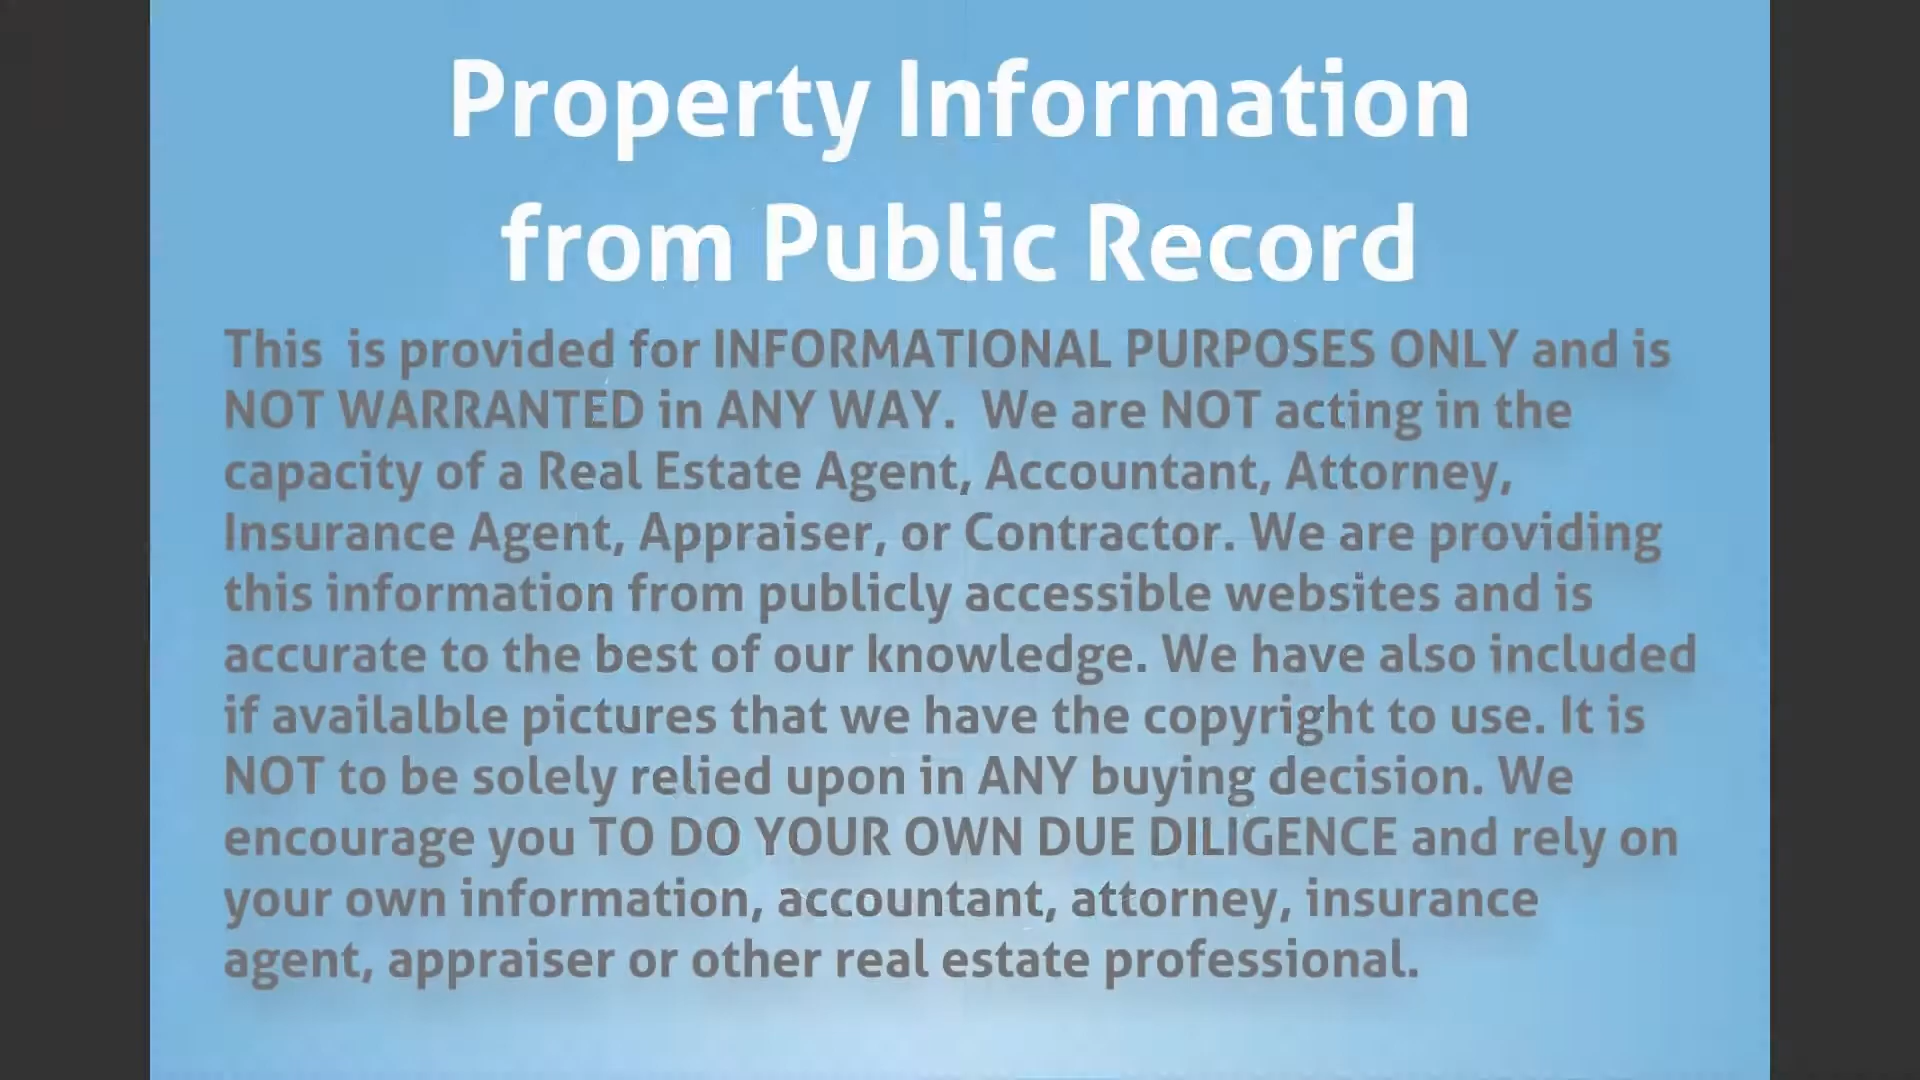 Property Information
from Public Record
This  is provided for INFORMATIONAL PURPOSES ONLY and is
NOT WARRANTED in ANY WAY.  We are NOT acting in the
capacity of a Real Estate Agent, Accountant, Attorney,
Insurance Agent, Appraiser, or Contractor. We are providing
this information from publicly accessible websites and is
accurate to the best of our knowledge. We have also included
if availalble pictures that we have the copyright to use. It is
NOT to be solely relied upon in ANY buying decision. We
encourage you TO DO YOUR OWN DUE DILIGENCE and rely on
your own information, accountant, attorney, insurance
agent, appraiser or other real estate professional.